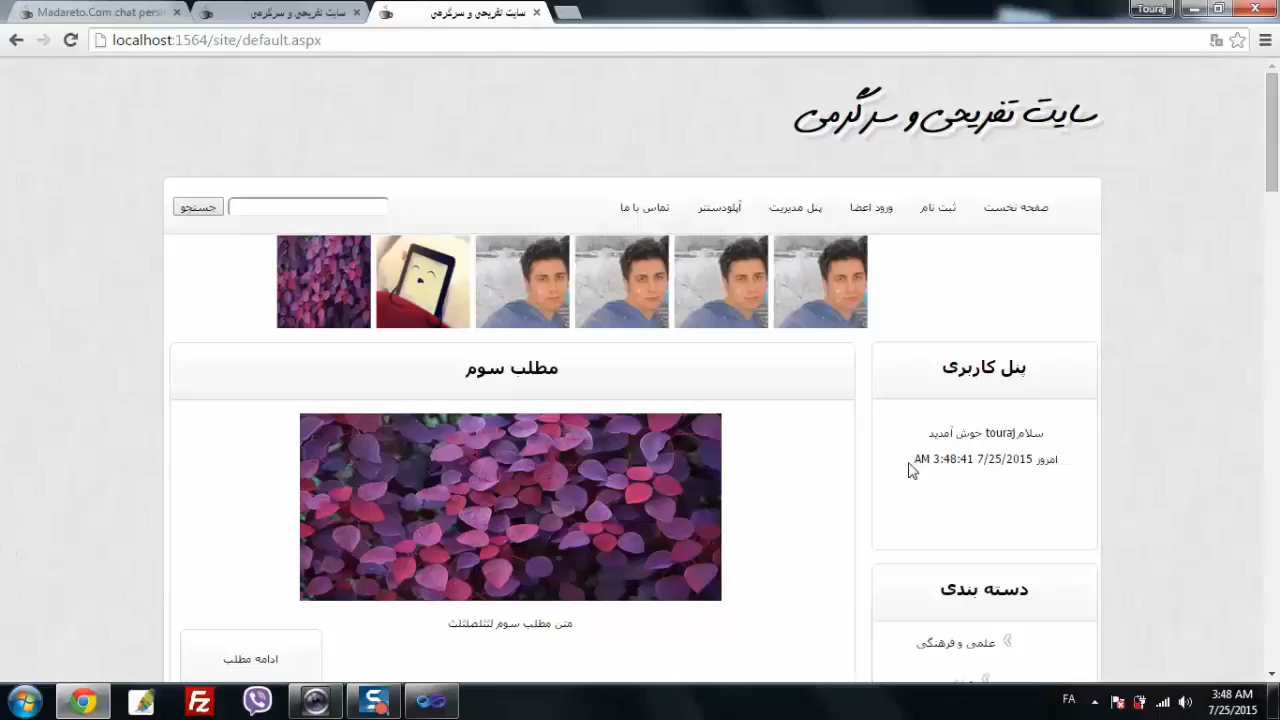 Madareto.Com chat persi
سایت تفریحی و سرگرمی
سایت تفریحی و سرگرمی
Touraj
localhost:1564/site/default.aspx
سایت تفریحی و سرگرمی
صفحه نخست
ثبت نام
ورود اعضا
پنل مدیریت
آپلودسنتر
تماس با ما
جستجو
پنل کاربری
سلام touraj خوش آمدید
امروز 7/25/2015 3:48:41 AM
مطلب سوم
متن مطلب سوم لثثلصلثلث
ادامه مطلب
دسته بندی
علمی و فرهنگی
FA
3:48 AM
7/25/2015